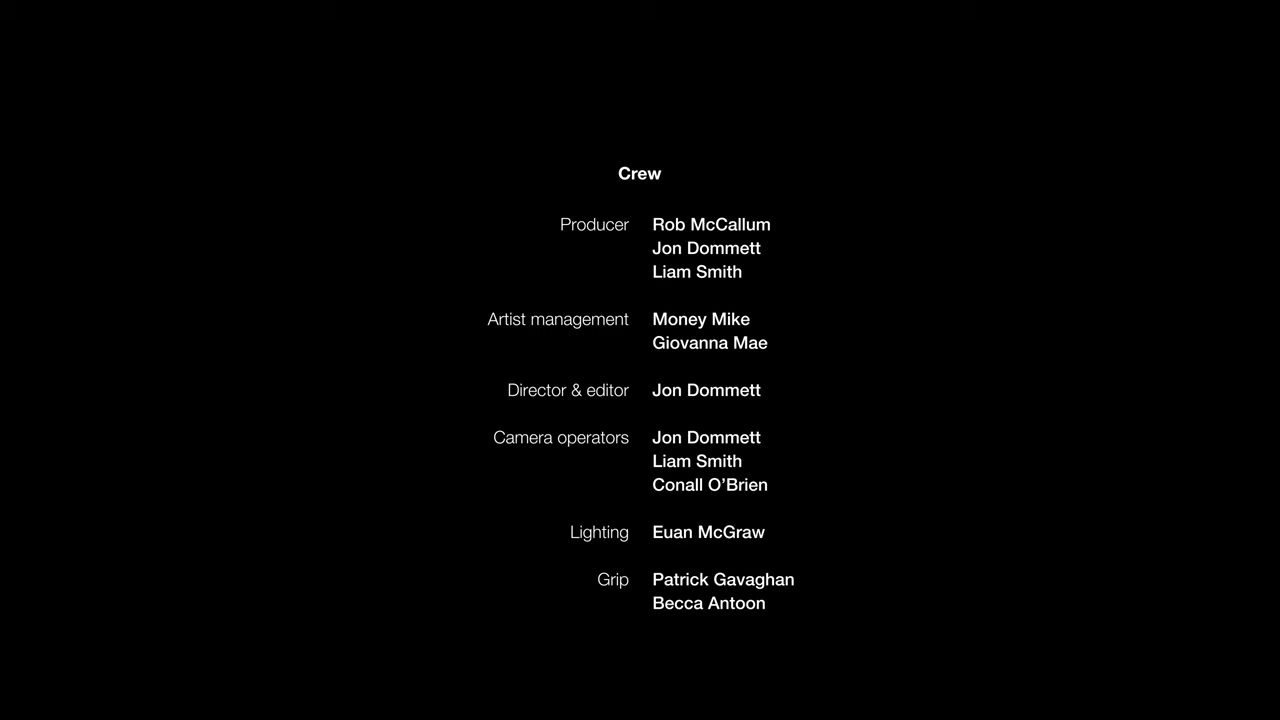 Crew
Producer Rob McCallum
Jon Dommett
Liam Smith
Artist management Money Mike
Giovanna Mae
Director & editor Jon Dommett
Camera operators Jon Dommett
Liam Smith
Conall O’Brien
Lighting Euan McGraw
Grip Patrick Gavaghan
Becca Antoon